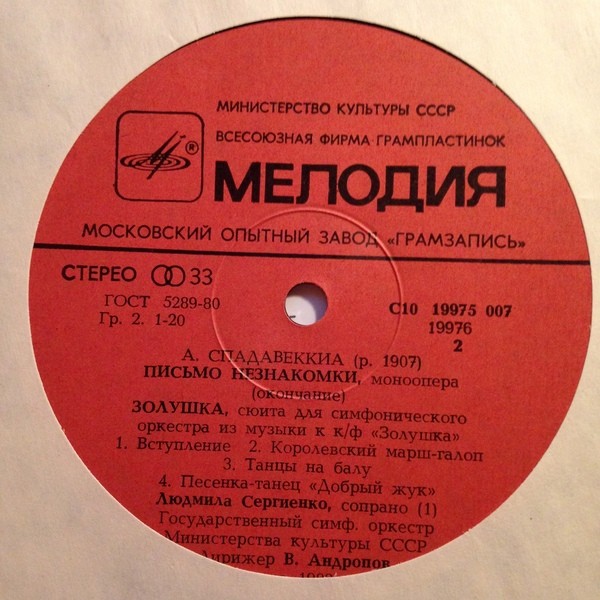 МИНИСТЕРСТВО КУЛЬТУРЫ СССР
ВСЕСОЮЗНАЯ ФИРМА ГРАМПЛАСТИНОК
®
МЕЛОДИЯ
МОСКОВСКИЙ ОПЫТНЫЙ ЗАВОД «ГРАМЗАПИСЬ»
СТЕРЕО 33
ГОСТ 5289-80
Гр. 2. 1-20
С10 19975 007
19976
2
А. СПАДАВЕККИА (р. 1907)
ПИСЬМО НЕЗНАКОМКИ, моноопера
(окончание)
ЗОЛУШКА, сюита для симфонического
оркестра из музыки к к/ф «Золушка»
1. Вступление 2. Королевский марш-галоп
3. Танцы на балу
4. Песенка-танец «Добрый жук»
Людмила Сергиенко, сопрано (1)
Государственный симф. оркестр
Министерства культуры СССР
Дирижер В. Андропов